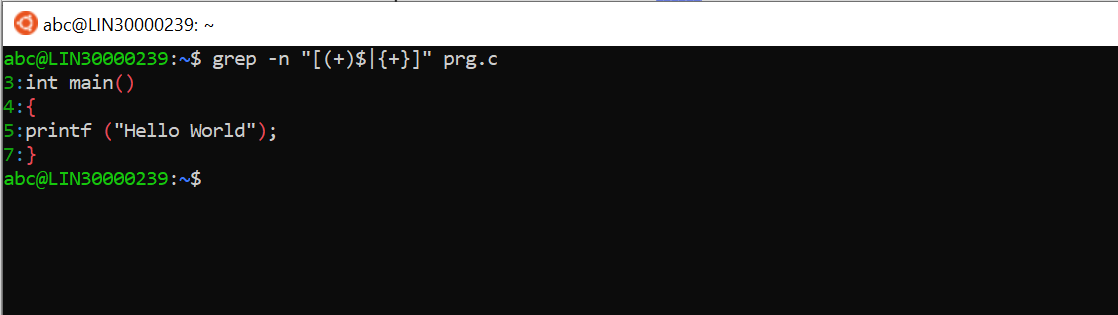 abc@LIN30000239: ~
abc@LIN30000239:~$ grep -n "[(+)$|{+}]" prg.c
3:int main()
4:{
5:printf ("Hello World");
7:}
abc@LIN30000239:~$